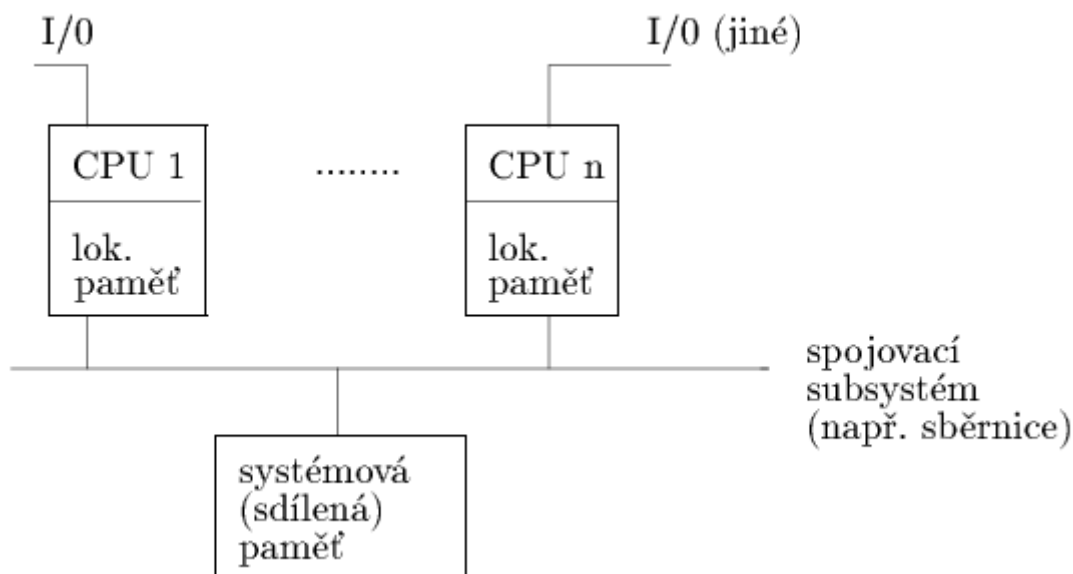 I/0
I/0 (jiné)
CPU 1
........
CPU n
lok.
paměť
lok.
paměť
spojovací
subsystém
(např. sběrnice)
systémová
(sdílená)
paměť